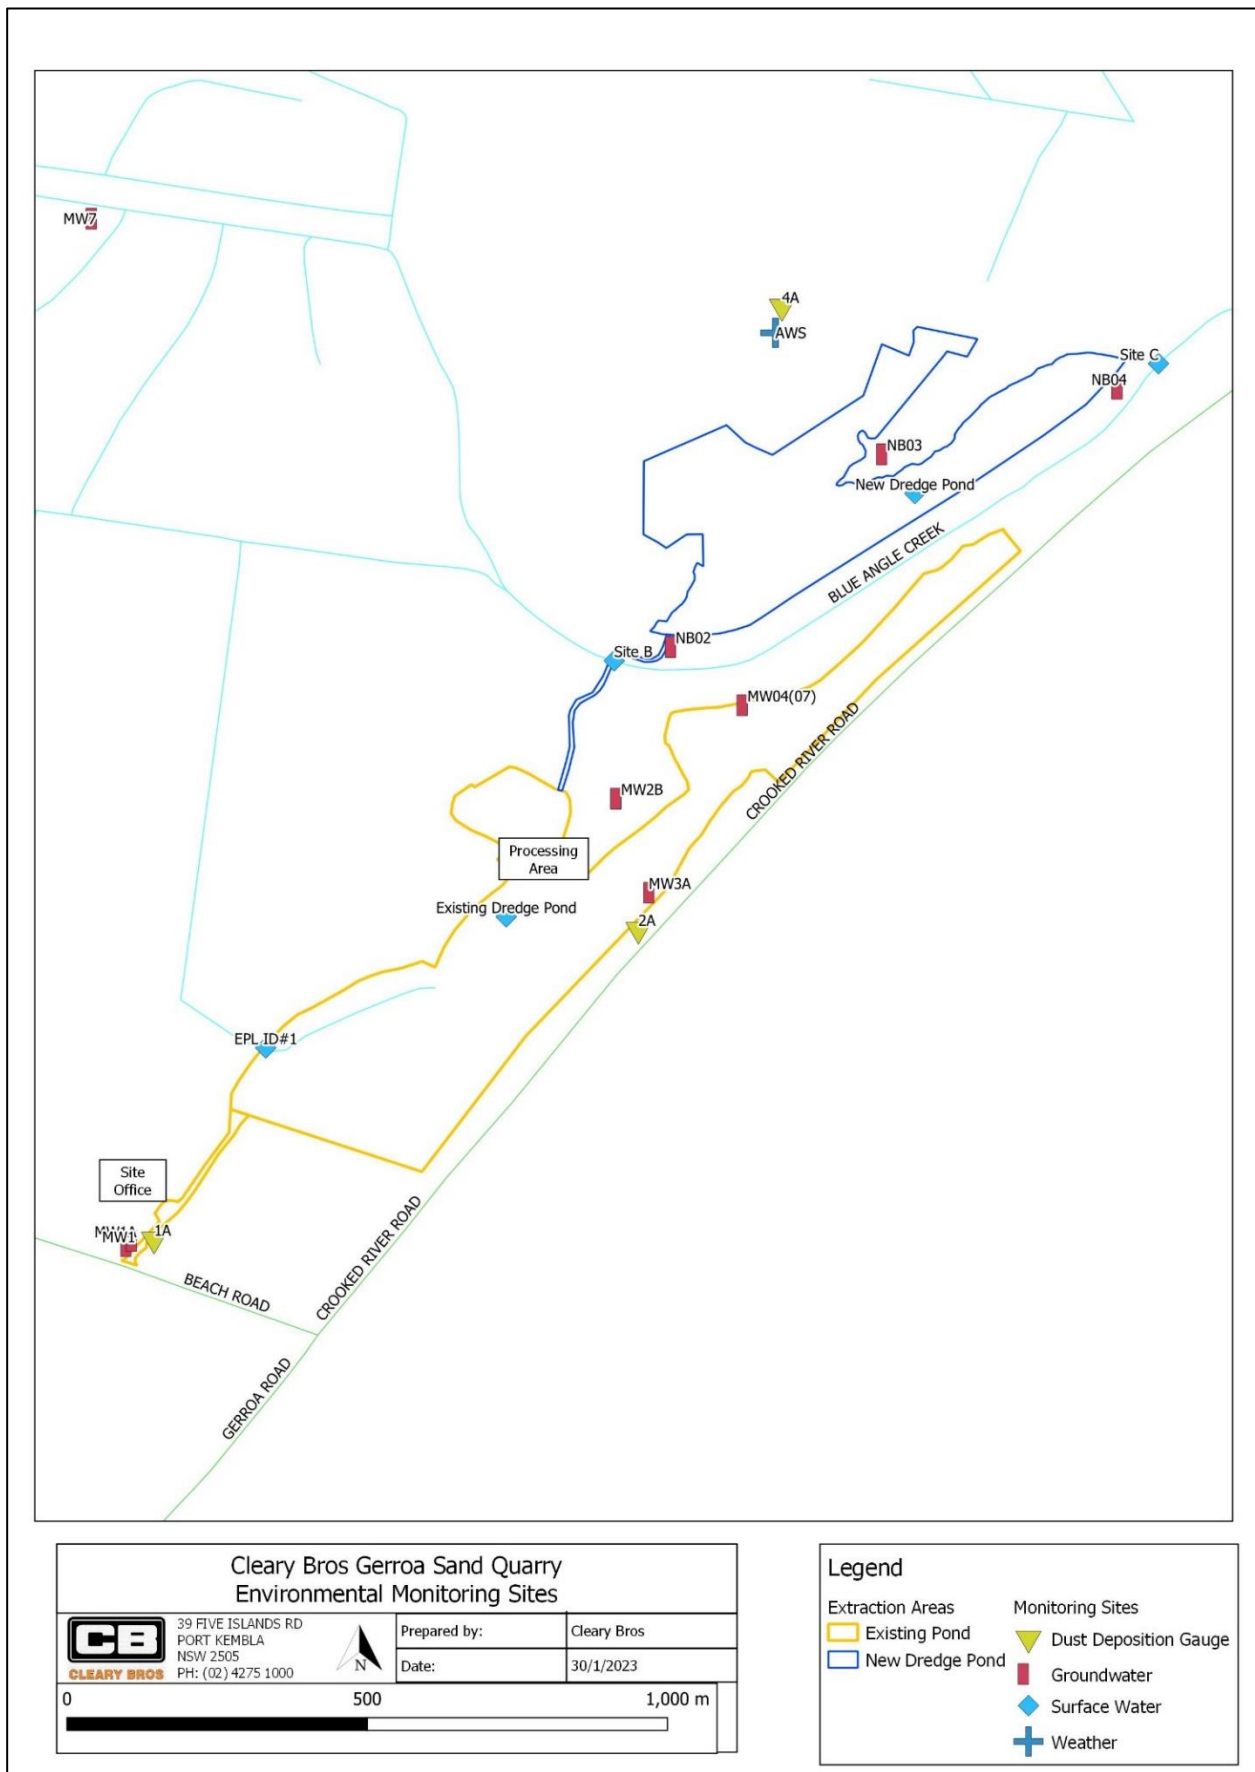 4A
MW7
AWS
Site C
NB04
NB03
New Dredge Pond
BLUE ANGLE CREEK
NB02
Site B
MW04(07)
CROOKED RIVER ROAD
MW2B
Processing
Area
MW3A
Existing Dredge Pond
2A
EPL ID#1
Site
Office
MW1A
MW1
1A
BEACH ROAD
CROOKED RIVER ROAD
GERROA ROAD
Cleary Bros Gerroa Sand Quarry
Environmental Monitoring Sites
CB
CLEARY BROS
39 FIVE ISLANDS RD
PORT KEMBLA
NSW 2505
PH: (02) 4275 1000
N
Prepared by:
Cleary Bros
Date:
30/1/2023
0 500 1,000 m
Legend
Extraction Areas
Existing Pond
New Dredge Pond
Monitoring Sites
Dust Deposition Gauge
Groundwater
Surface Water
Weather